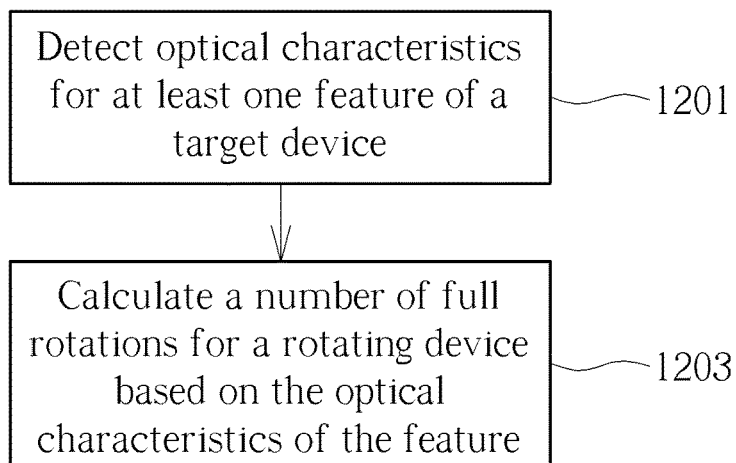 Detect optical characteristics
for at least one feature of a
target device
1201
Calculate a number of full
rotations for a rotating device
based on the optical
characteristics of the feature
1203